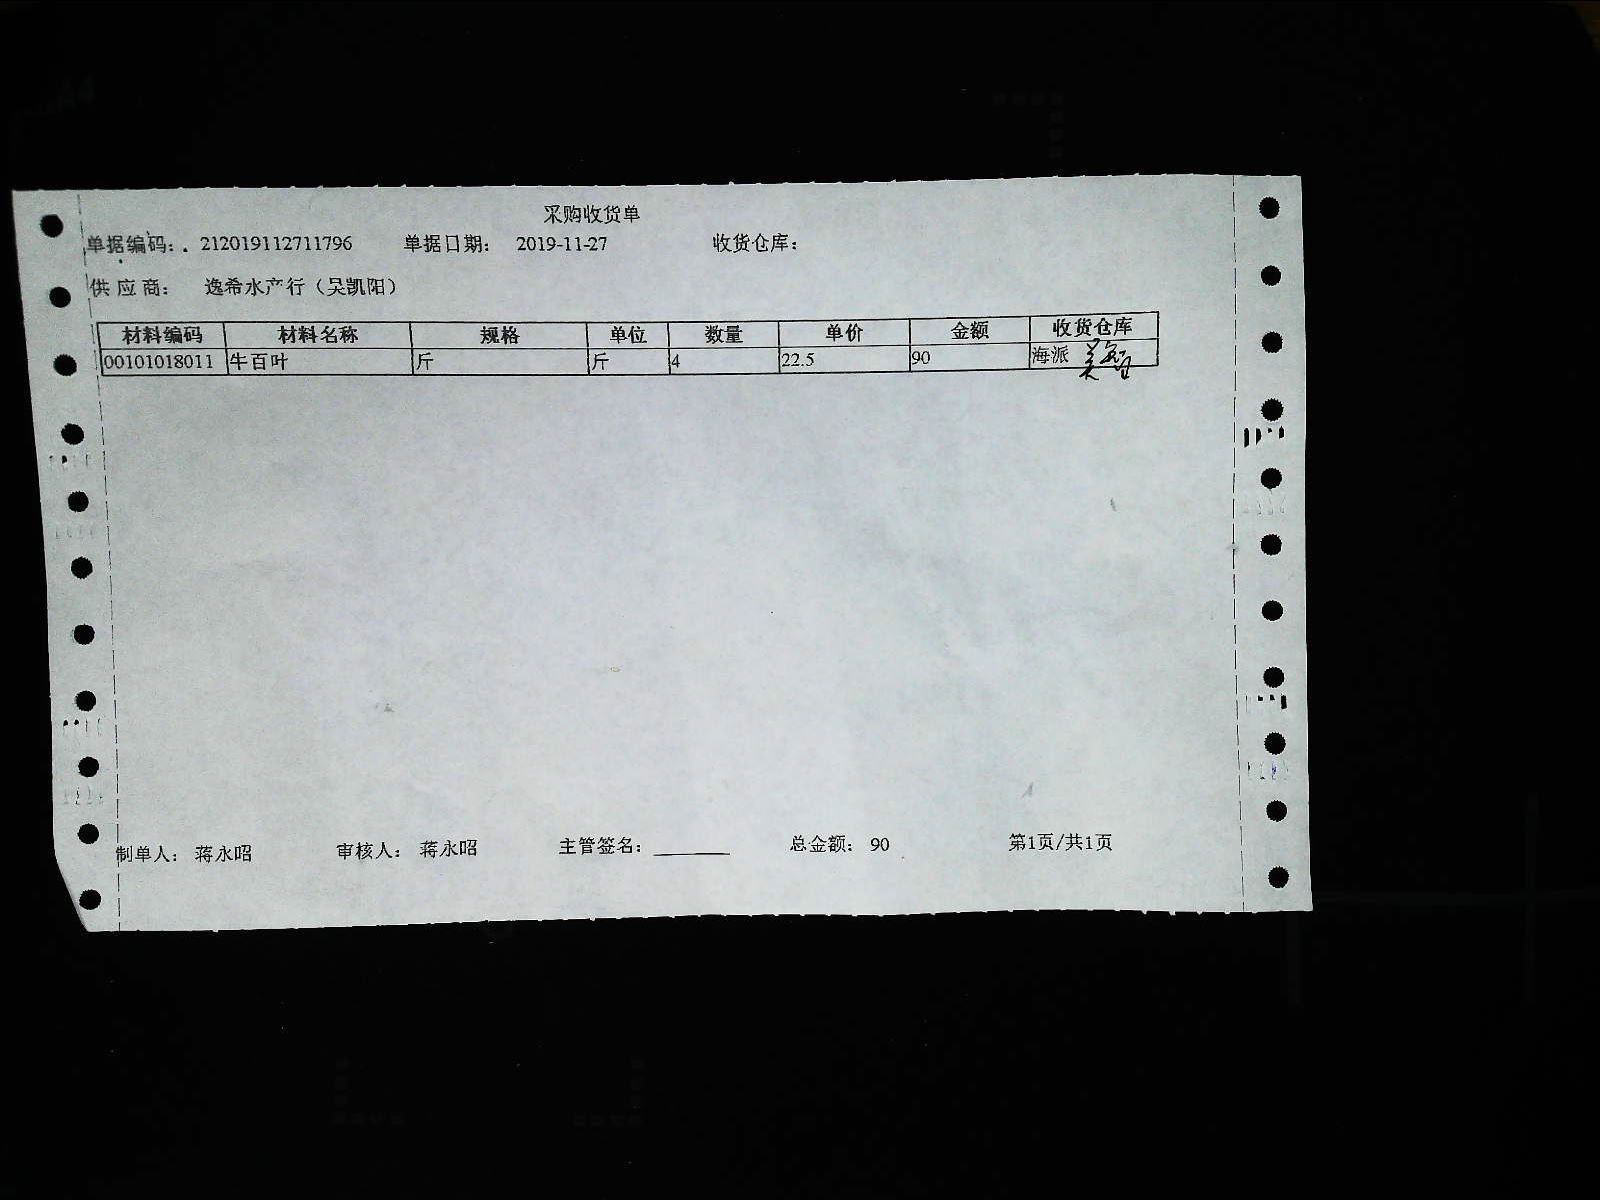 采购收货单
单据编码: 212019112711796 单据日期: 2019-11-27 收货仓库:
供应商: 逸希水产行（吴凯阳）
材料编码 材料名称 规格 单位 数量 单价 金额 收货仓库
00101018011 牛百叶 斤 斤 4 22.5 90 海派
制单人: 蒋永昭 审核人: 蒋永昭 主管签名: 总金额: 90 第1页/共1页